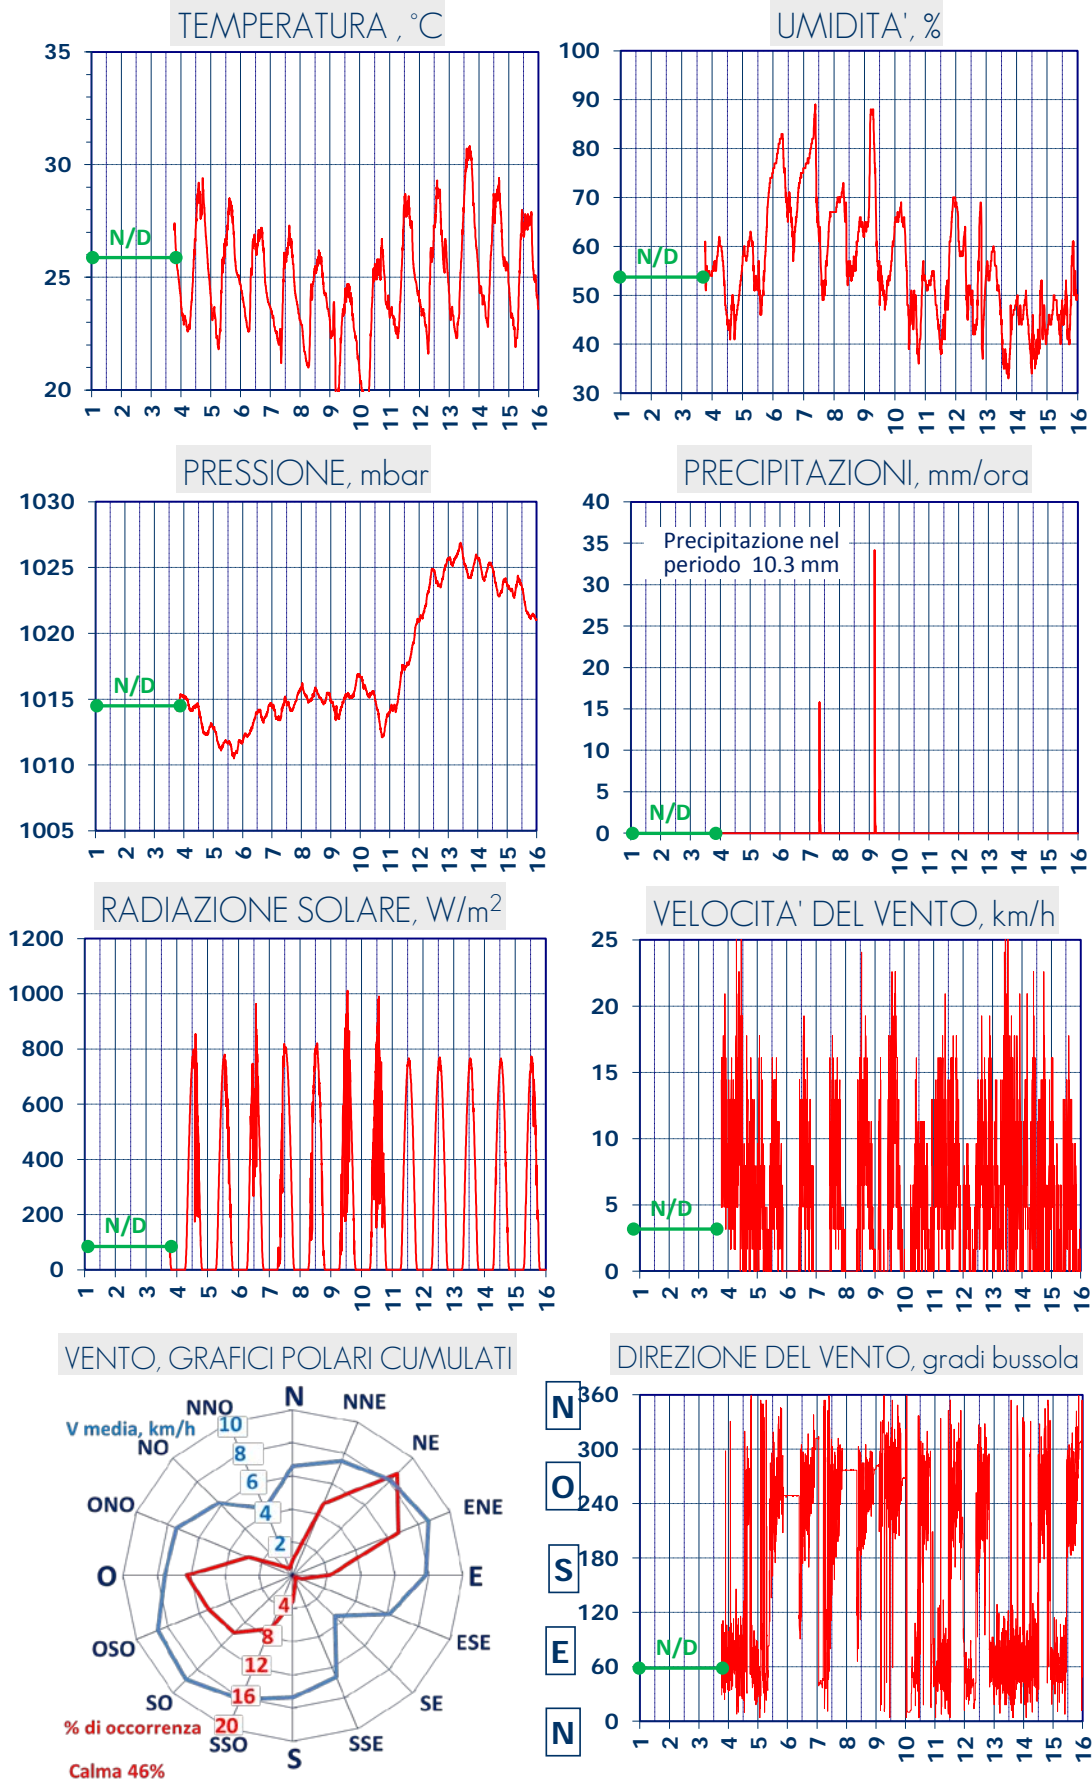 TEMPERATURA , °C
35
30
25
20
N/D
1 2 3 4 5 6 7 8 9 10 11 12 13 14 15 16
UMIDITA', %
100
90
80
70
60
50
40
30
N/D
1 2 3 4 5 6 7 8 9 10 11 12 13 14 15 16
PRESSIONE, mbar
1030
1025
1020
1015
1010
1005
N/D
1 2 3 4 5 6 7 8 9 10 11 12 13 14 15 16
PRECIPITAZIONI, mm/ora
40
35
30
25
20
15
10
5
0
Precipitazione nel
periodo 10.3 mm
N/D
1 2 3 4 5 6 7 8 9 10 11 12 13 14 15 16
RADIAZIONE SOLARE, W/m²
1200
1000
800
600
400
200
0
N/D
1 2 3 4 5 6 7 8 9 10 11 12 13 14 15 16
VELOCITA' DEL VENTO, km/h
25
20
15
10
5
0
N/D
1 2 3 4 5 6 7 8 9 10 11 12 13 14 15 16
VENTO, GRAFICI POLARI CUMULATI
V media, km/h
N
NNE
NE
ENE
E
ESE
SE
SSE
S
SSO
SO
OSO
O
ONO
NO
NNO
10
8
6
4
2
4
8
12
16
20
% di occorrenza
Calma 46%
DIREZIONE DEL VENTO, gradi bussola
N
O
S
E
N
360
300
240
180
120
60
0
N/D
1 2 3 4 5 6 7 8 9 10 11 12 13 14 15 16